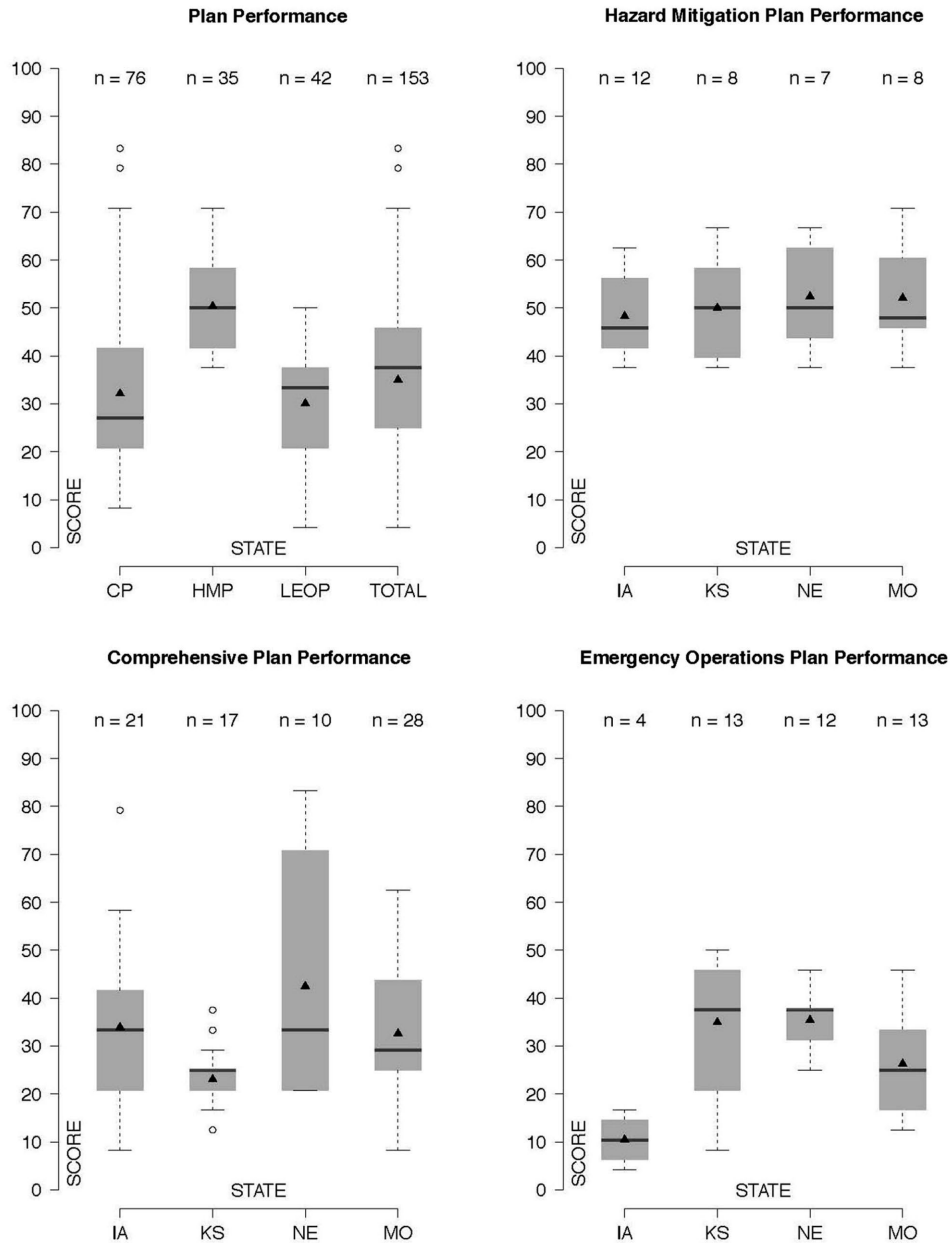 Plan Performance
n = 76 n = 35 n = 42 n = 153
100
90
80
70
60
50
40
30
20
10
0
SCORE
STATE
CP HMP LEOP TOTAL
Hazard Mitigation Plan Performance
n = 12 n = 8 n = 7 n = 8
100
90
80
70
60
50
40
30
20
10
0
SCORE
STATE
IA KS NE MO
Comprehensive Plan Performance
n = 21 n = 17 n = 10 n = 28
100
90
80
70
60
50
40
30
20
10
0
SCORE
STATE
IA KS NE MO
Emergency Operations Plan Performance
n = 4 n = 13 n = 12 n = 13
100
90
80
70
60
50
40
30
20
10
0
SCORE
STATE
IA KS NE MO